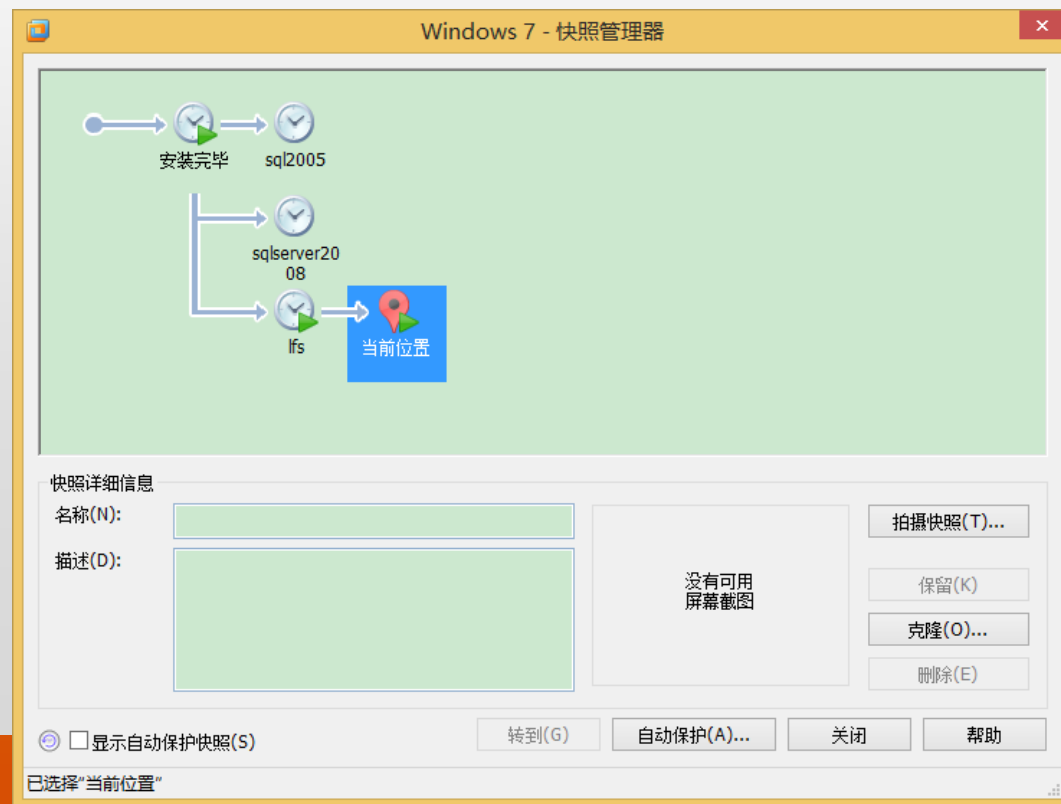 Windows 7 - 快照管理器
安装完毕
sql2005
sqlserver20
08
lfs
当前位置
快照详细信息
名称(N):
描述(D):
没有可用
屏幕截图
拍摄快照(T)...
保留(K)
克隆(O)...
删除(E)
显示自动保护快照(S)
转到(G)
自动保护(A)...
关闭
帮助
已选择"当前位置"